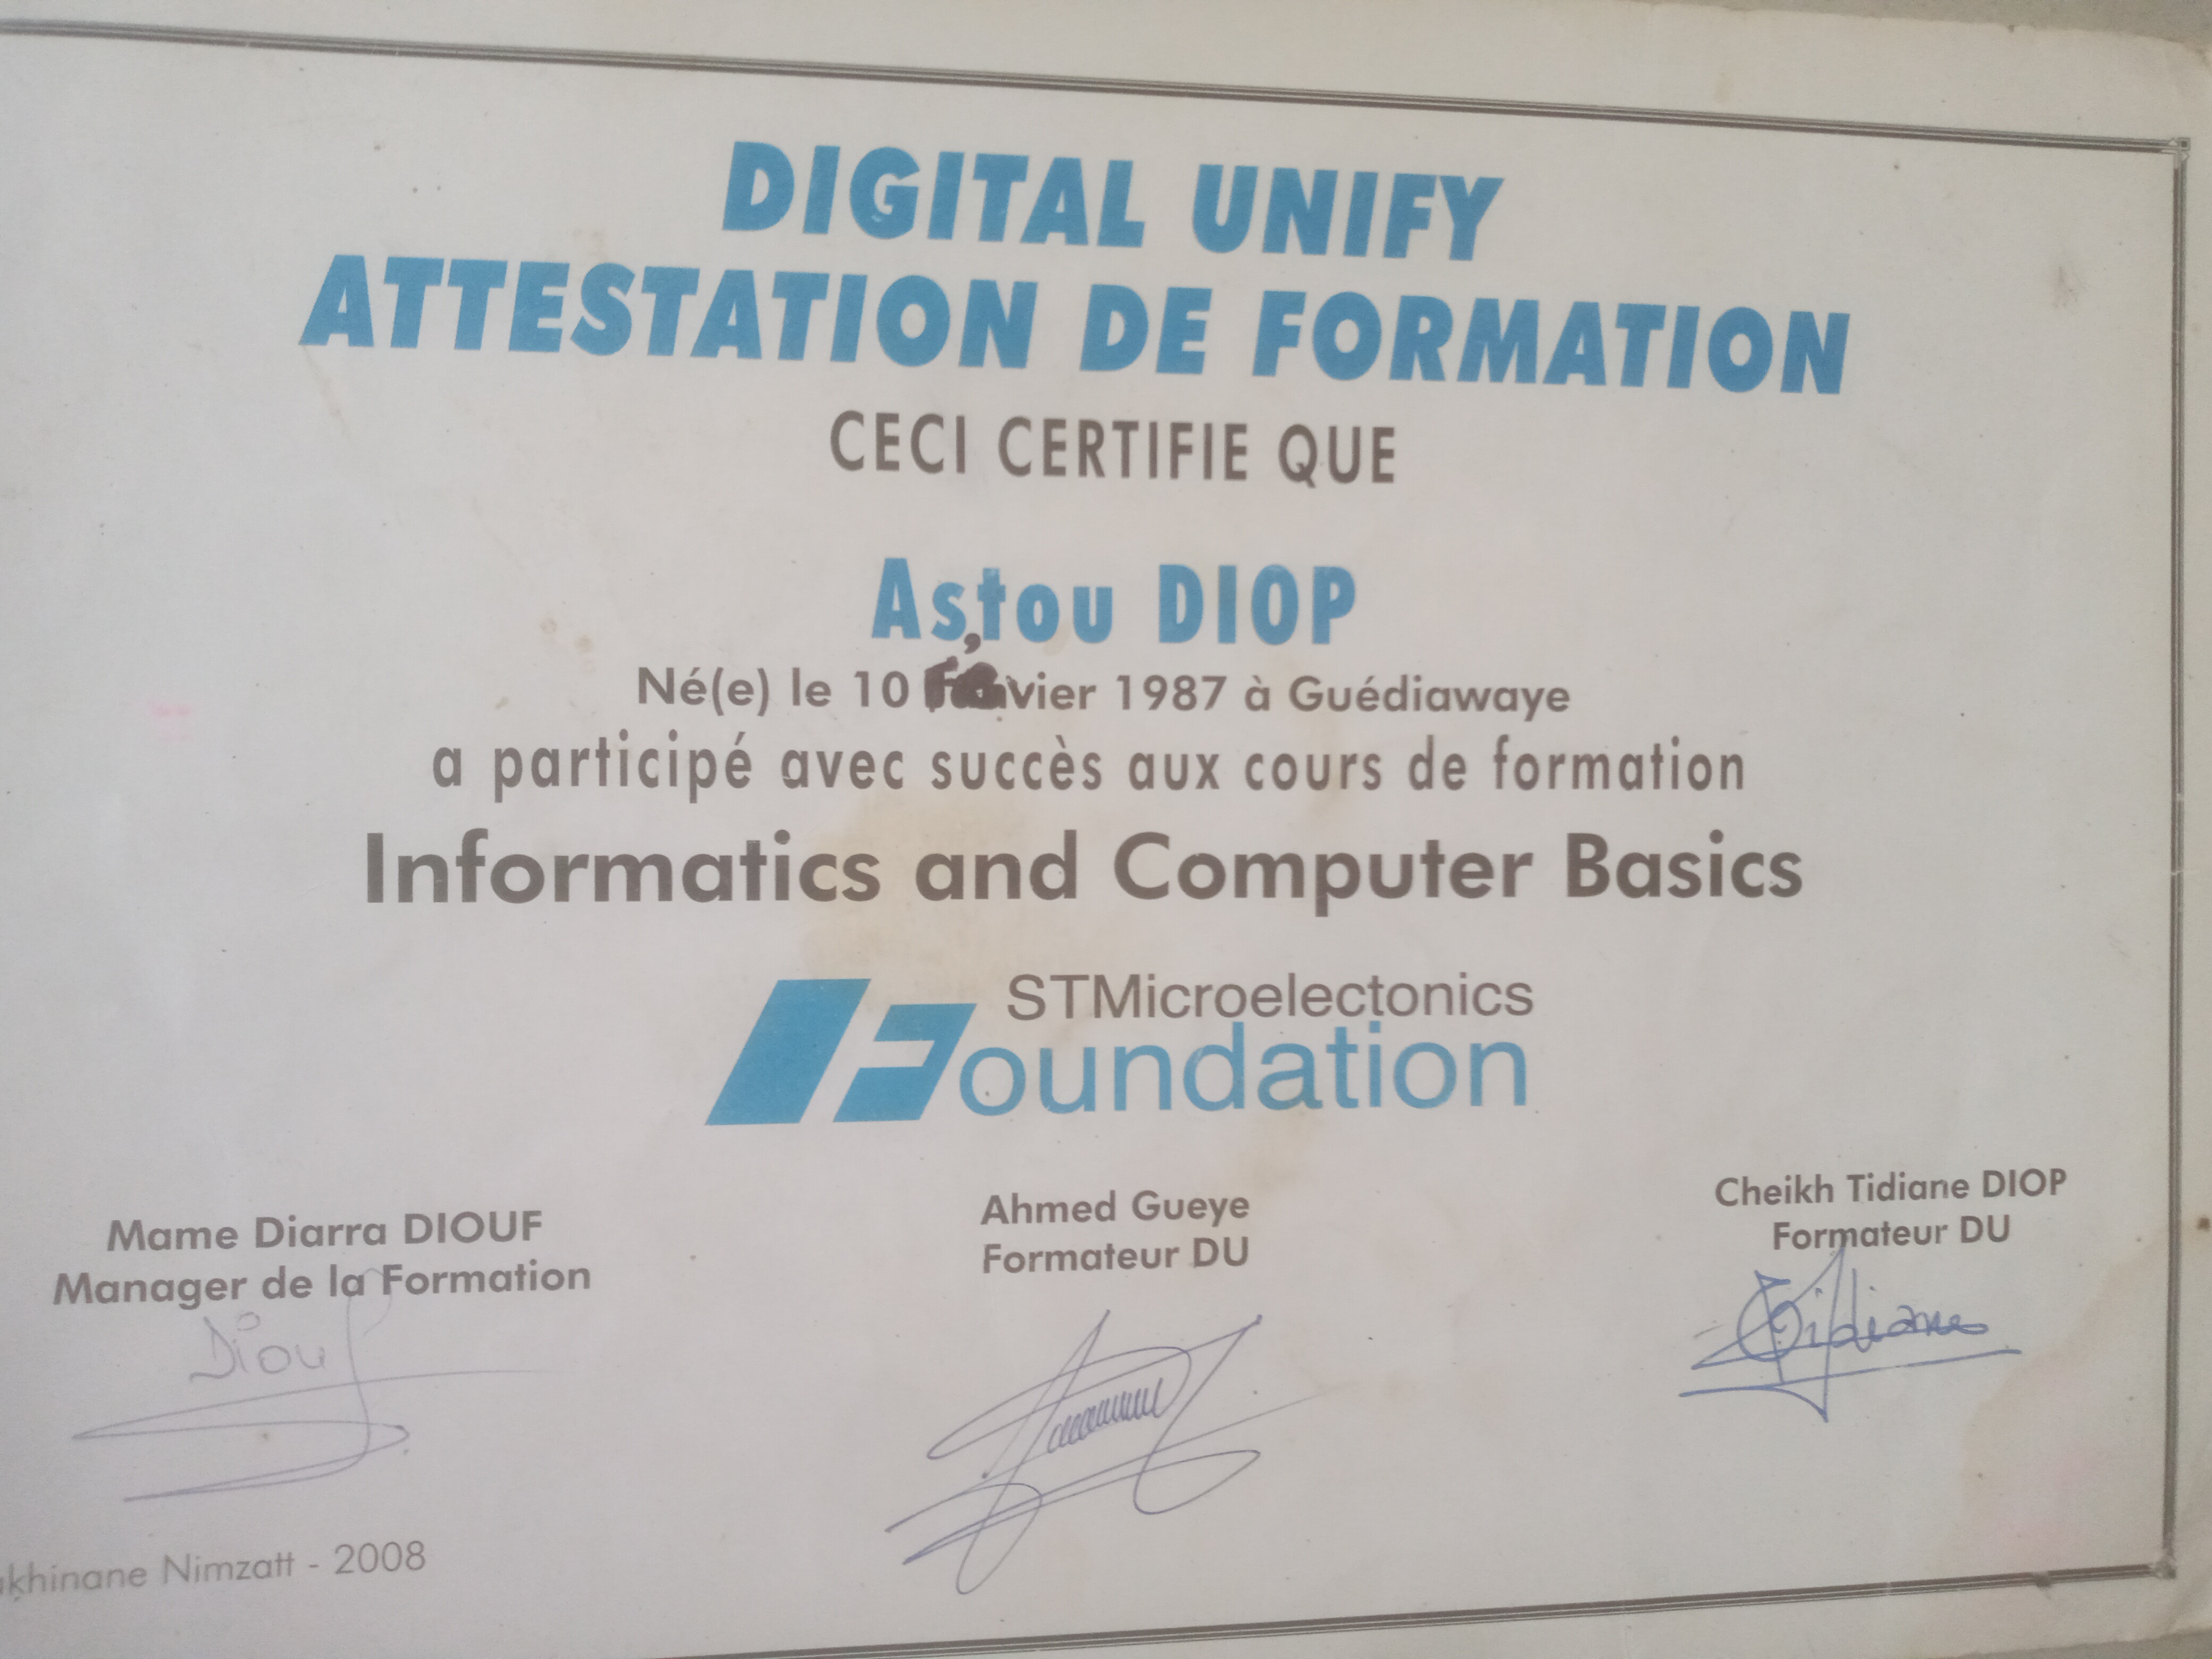 DIGITAL UNIFY
ATTESTATION DE FORMATION
CECI CERTIFIE QUE
Astou DIOP
Né(e) le 10 vier 1987 à Guédiawaye
a participé avec succès aux cours de formation
Informatics and Computer Basics
STMicroelectonics
Foundation
Mame Diarra DIOUF
Manager de la Formation
Diouf
Ahmed Gueye
Formateur DU
Cheikh Tidiane DIOP
Formateur DU
Tidiane
khinane Nimzatt - 2008